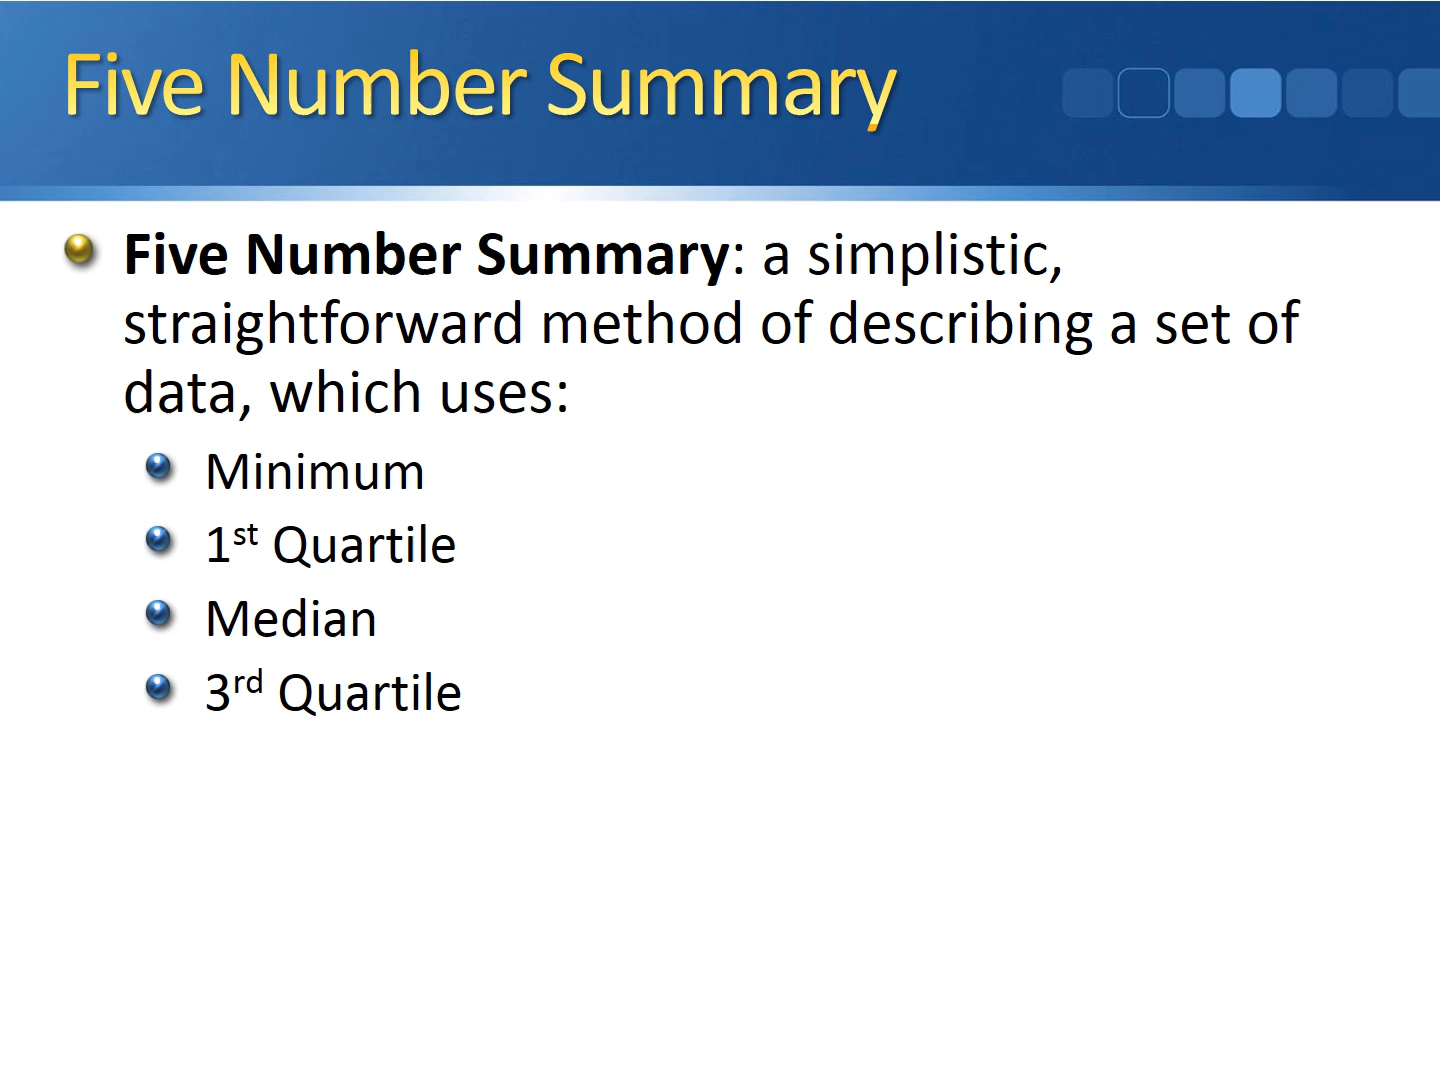 Five Number Summary
Five Number Summary: a simplistic,
straightforward method of describing a set of
data, which uses:
Minimum
1st Quartile
Median
3rd Quartile